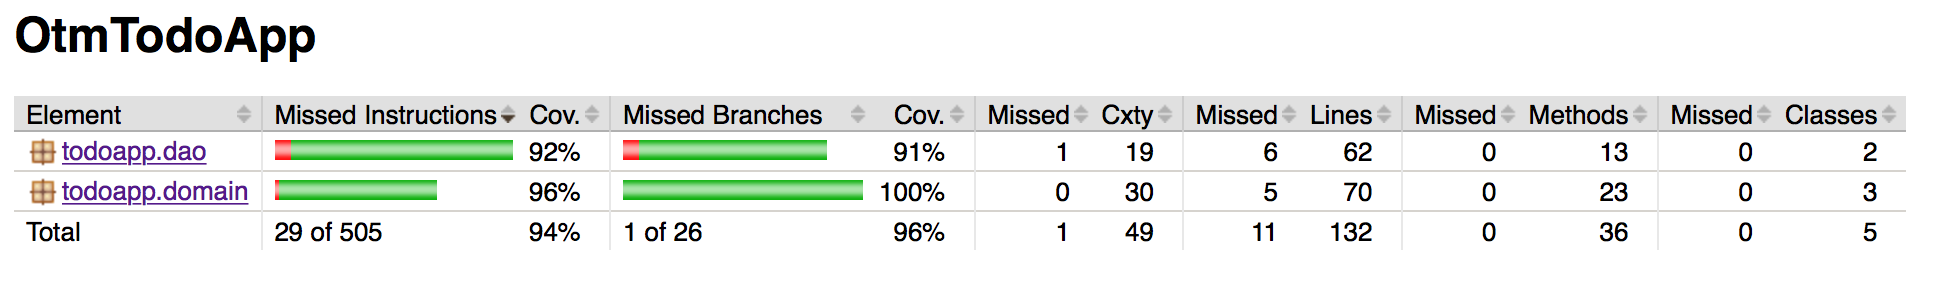 OtmTodoApp
Element Missed Instructions Cov. Missed Branches Cov. Missed Cxty Missed Lines Missed Methods Missed Classes
todoapp.dao 92% 91% 1 19 6 62 0 13 0 2
todoapp.domain 96% 100% 0 30 5 70 0 23 0 3
Total 29 of 505 94% 1 of 26 96% 1 49 11 132 0 36 0 5